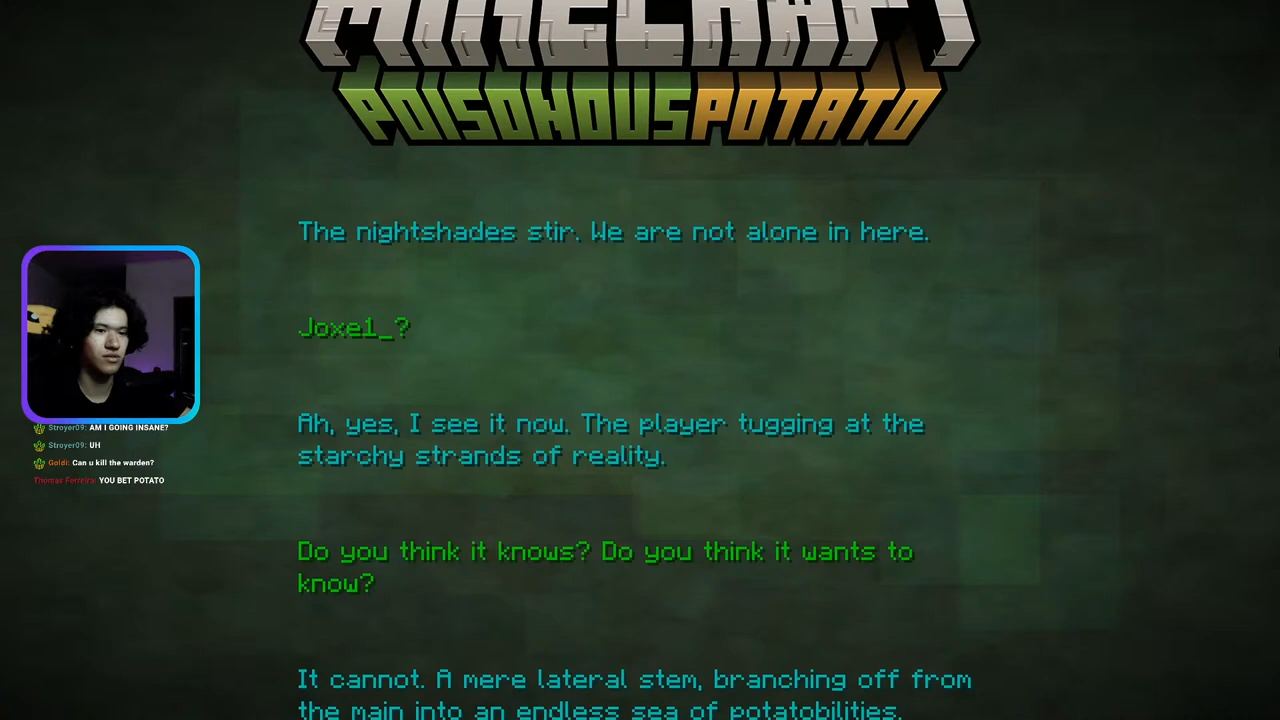 MINECRAFT
POISONOUS POTATO
The nightshades stir. We are not alone in here.
Joxe1_?
Ah, yes, I see it now. The player tugging at the
starchy strands of reality.
Do you think it knows? Do you think it wants to
know?
It cannot. A mere lateral stem, branching off from
the main into an endless sea of potatobilities.
Stroyer09: AM I GOING INSANE?
Stroyer09: UH
Goldi: Can u kill the warden?
Thomas Ferreira: YOU BET POTATO